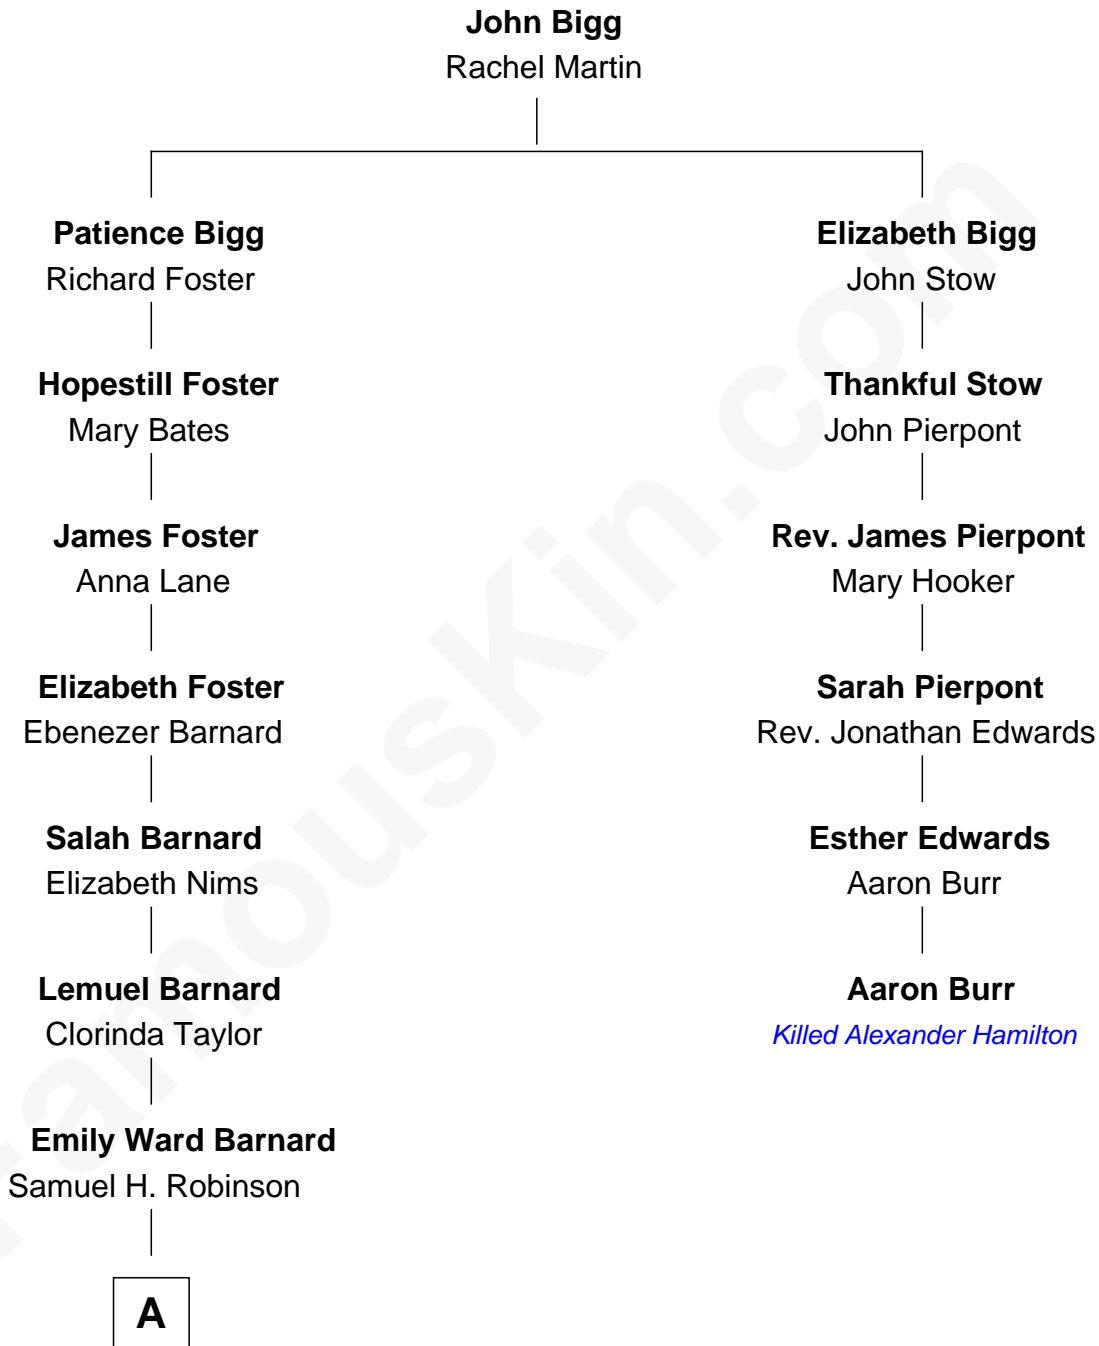 John Bigg
Rachel Martin
Patience Bigg
Richard Foster
Elizabeth Bigg
John Stow
Hopestill Foster
Mary Bates
Thankful Stow
John Pierpont
James Foster
Anna Lane
Rev. James Pierpont
Mary Hooker
Elizabeth Foster
Ebenezer Barnard
Sarah Pierpont
Rev. Jonathan Edwards
Salah Barnard
Elizabeth Nims
Esther Edwards
Aaron Burr
Lemuel Barnard
Clorinda Taylor
Aaron Burr
Killed Alexander Hamilton
Emily Ward Barnard
Samuel H. Robinson
A
FamousKin.com